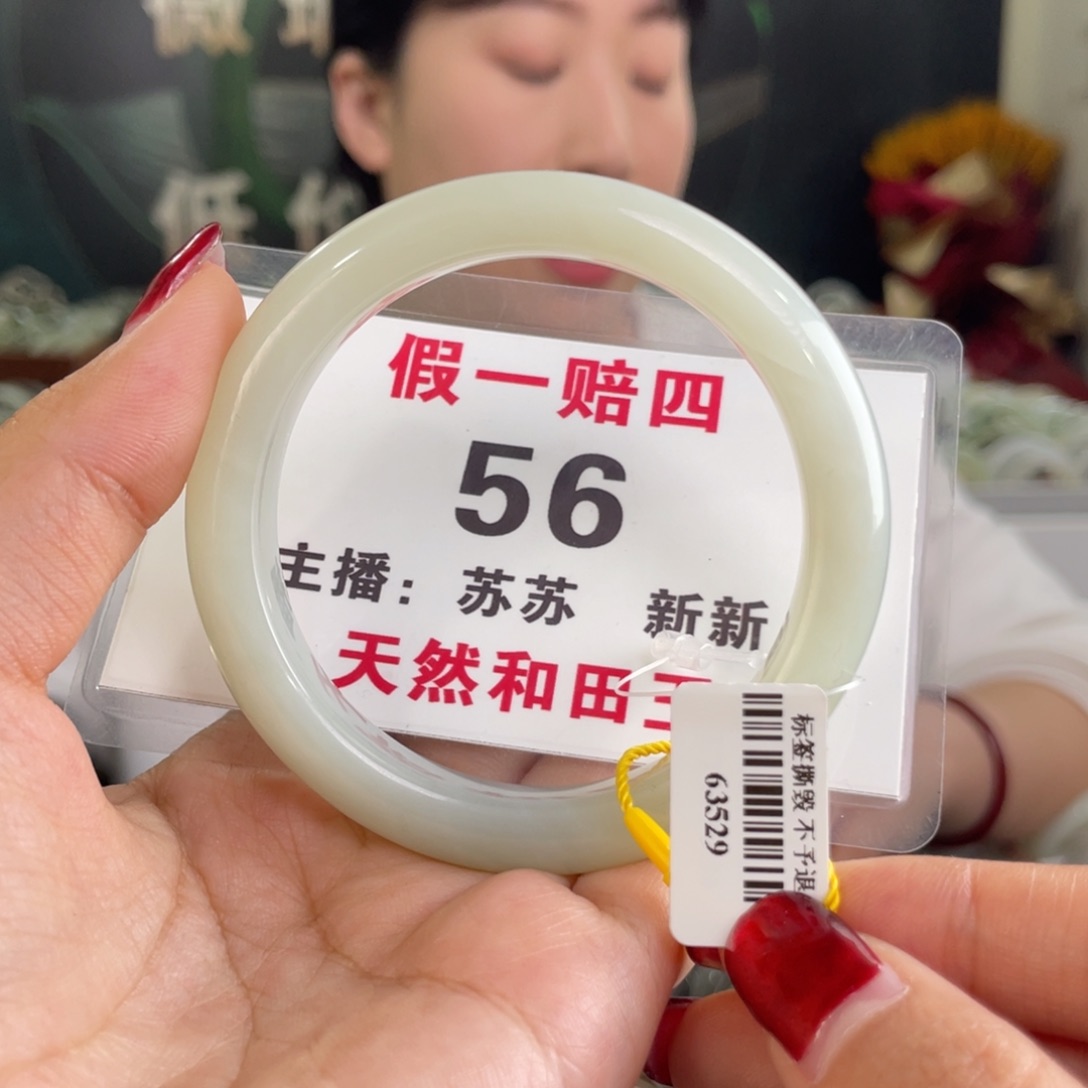 假一赔四
56
主播：苏苏 新新
天然和田玉
标签撕毁 不予退
63529